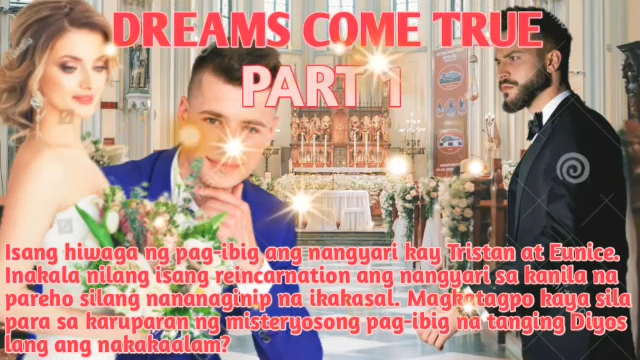 DREAMS COME TRUE
PART 1
Isang hiwaga ng pag-ibig ang nangyari kay Tristan at Eunice.
Inakala nilang isang reincarnation ang nangyari sa kanila na
pareho silang nananaginip na ikakasal. Magkatagpo kaya sila
para sa karuparan ng misteryosong pag-ibig na tanging Diyos
lang ang nakakaalam?